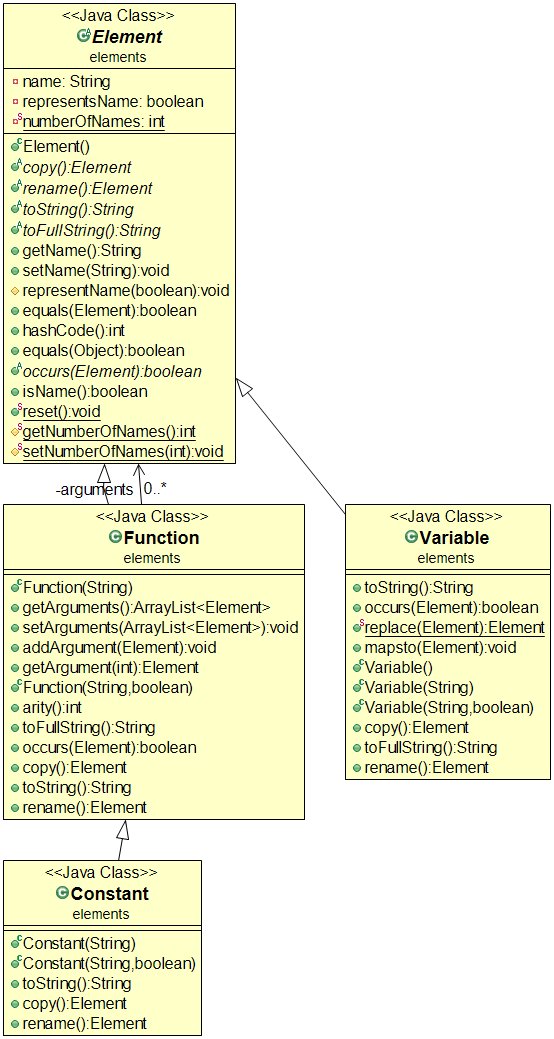 <<Java Class>>
Element
elements
name: String
representsName: boolean
numberOfNames: int
Element()
copy():Element
rename():Element
toString():String
toFullString():String
getName():String
setName(String):void
representName(boolean):void
equals(Element):boolean
hashCode():int
equals(Object):boolean
occurs(Element):boolean
isName():boolean
reset():void
getNumberOfNames():int
setNumberOfNames(int):void
-arguments 0..*
<<Java Class>>
Function
elements
Function(String)
getArguments():ArrayList<Element>
setArguments(ArrayList<Element>):void
addArgument(Element):void
getArgument(int):Element
Function(String,boolean)
arity():int
toFullString():String
occurs(Element):boolean
copy():Element
toString():String
rename():Element
<<Java Class>>
Variable
elements
toString():String
occurs(Element):boolean
replace(Element):Element
mapsto(Element):void
Variable()
Variable(String)
Variable(String,boolean)
copy():Element
toFullString():String
rename():Element
<<Java Class>>
Constant
elements
Constant(String)
Constant(String,boolean)
toString():String
copy():Element
rename():Element